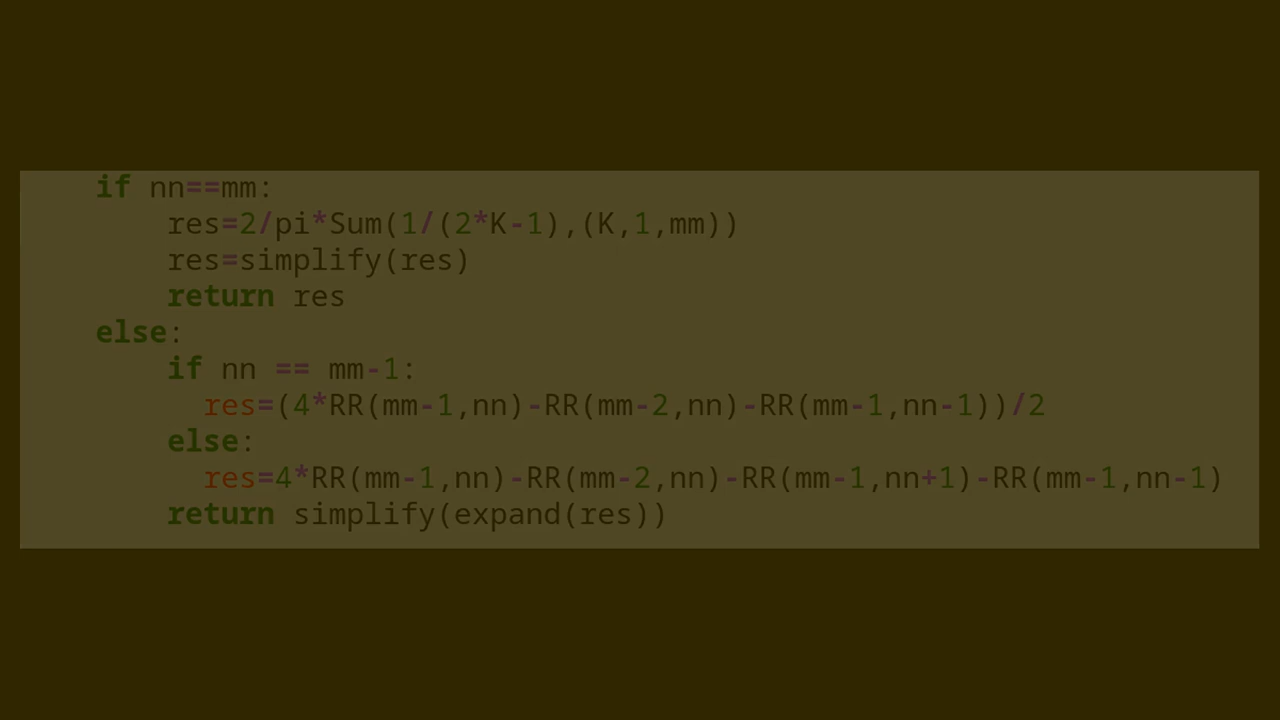 if nn==mm:
    res=2/pi*Sum(1/(2*K-1),(K,1,mm))
    res=simplify(res)
    return res
else:
    if nn == mm-1:
      res=(4*RR(mm-1,nn)-RR(mm-2,nn)-RR(mm-1,nn-1))/2
    else:
      res=4*RR(mm-1,nn)-RR(mm-2,nn)-RR(mm-1,nn+1)-RR(mm-1,nn-1)
    return simplify(expand(res))